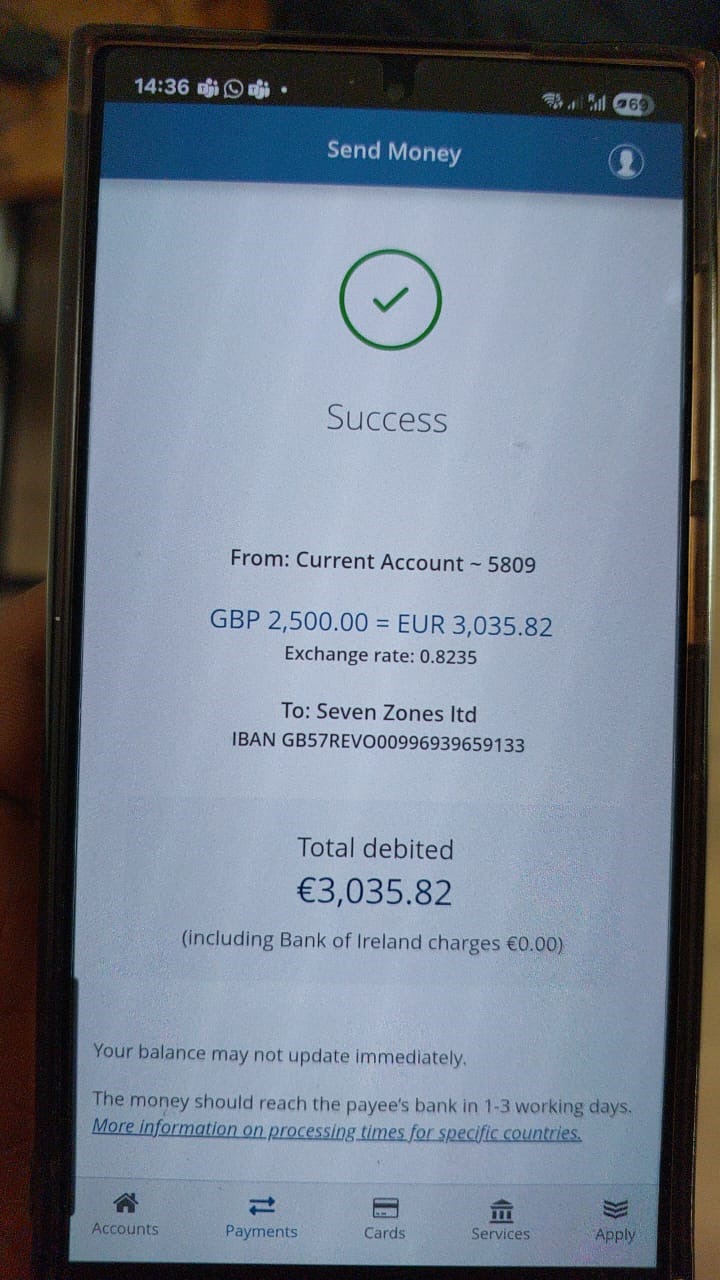 14:36
69
Send Money
Success
From: Current Account ~ 5809
GBP 2,500.00 = EUR 3,035.82
Exchange rate: 0.8235
To: Seven Zones ltd
IBAN GB57REVO00996939659133
Total debited
€3,035.82
(including Bank of Ireland charges €0.00)
Your balance may not update immediately.
The money should reach the payee's bank in 1-3 working days.
More information on processing times for specific countries.
Accounts
Payments
Cards
Services
Apply